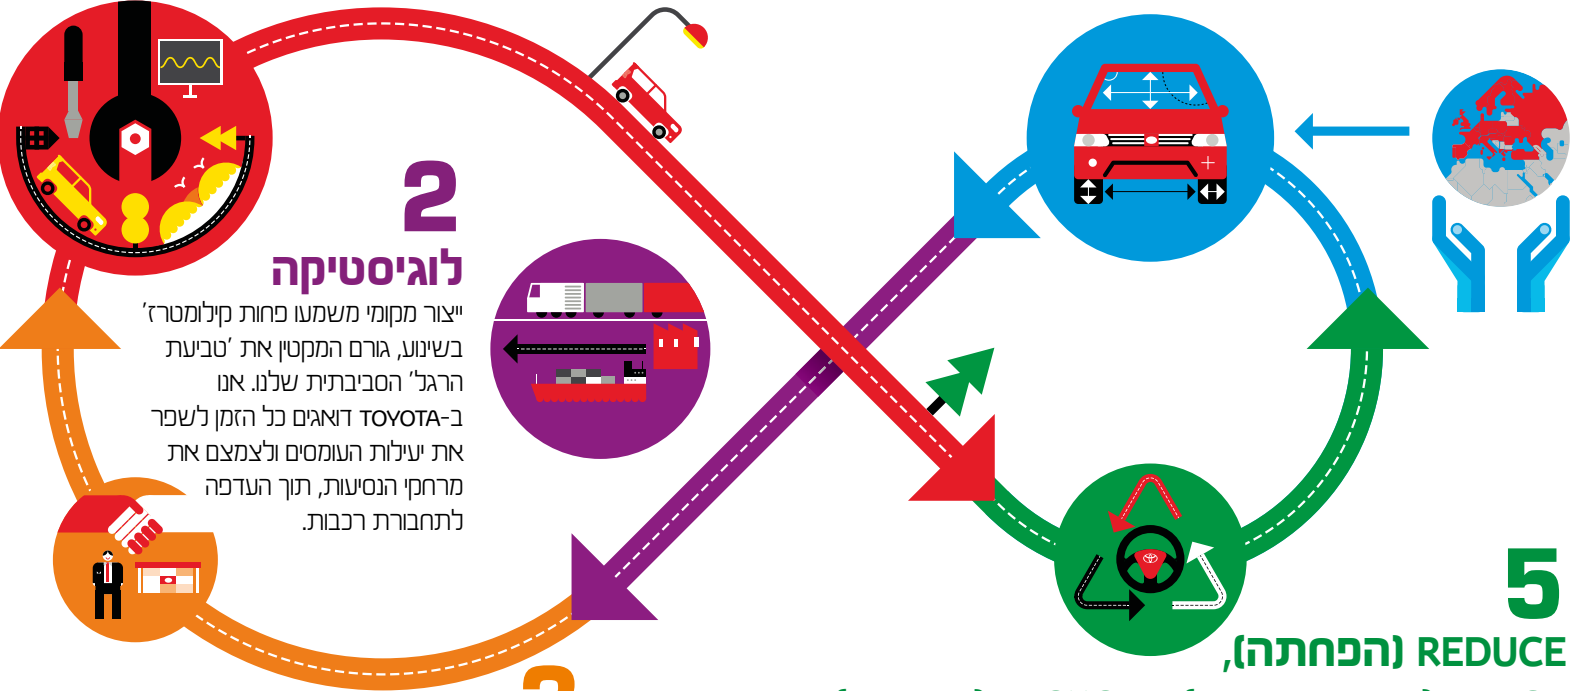 2
לוגיסטיקה
ייצור מקומי משמעו פחות קילומטרז'
בשינוע, גורם המקטין את 'טביעת
הרגל' הסביבתית שלנו. אנו
ב-TOYOTA דואגים כל הזמן לשפר
את יעילות העומסים ולצמצם את
מרחקי הנסיעות, תוך העדפה
לתחבורת רכבות.
5
REDUCE (הפחתה),